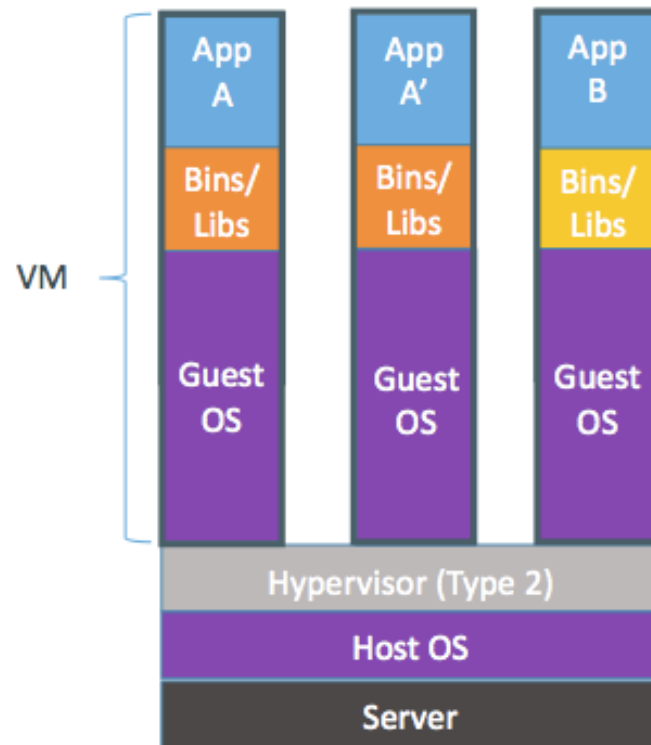 App
A
App
A’
App
B
Bins/
Libs
Bins/
Libs
Bins/
Libs
VM
Guest
OS
Guest
OS
Guest
OS
Hypervisor (Type 2)
Host OS
Server